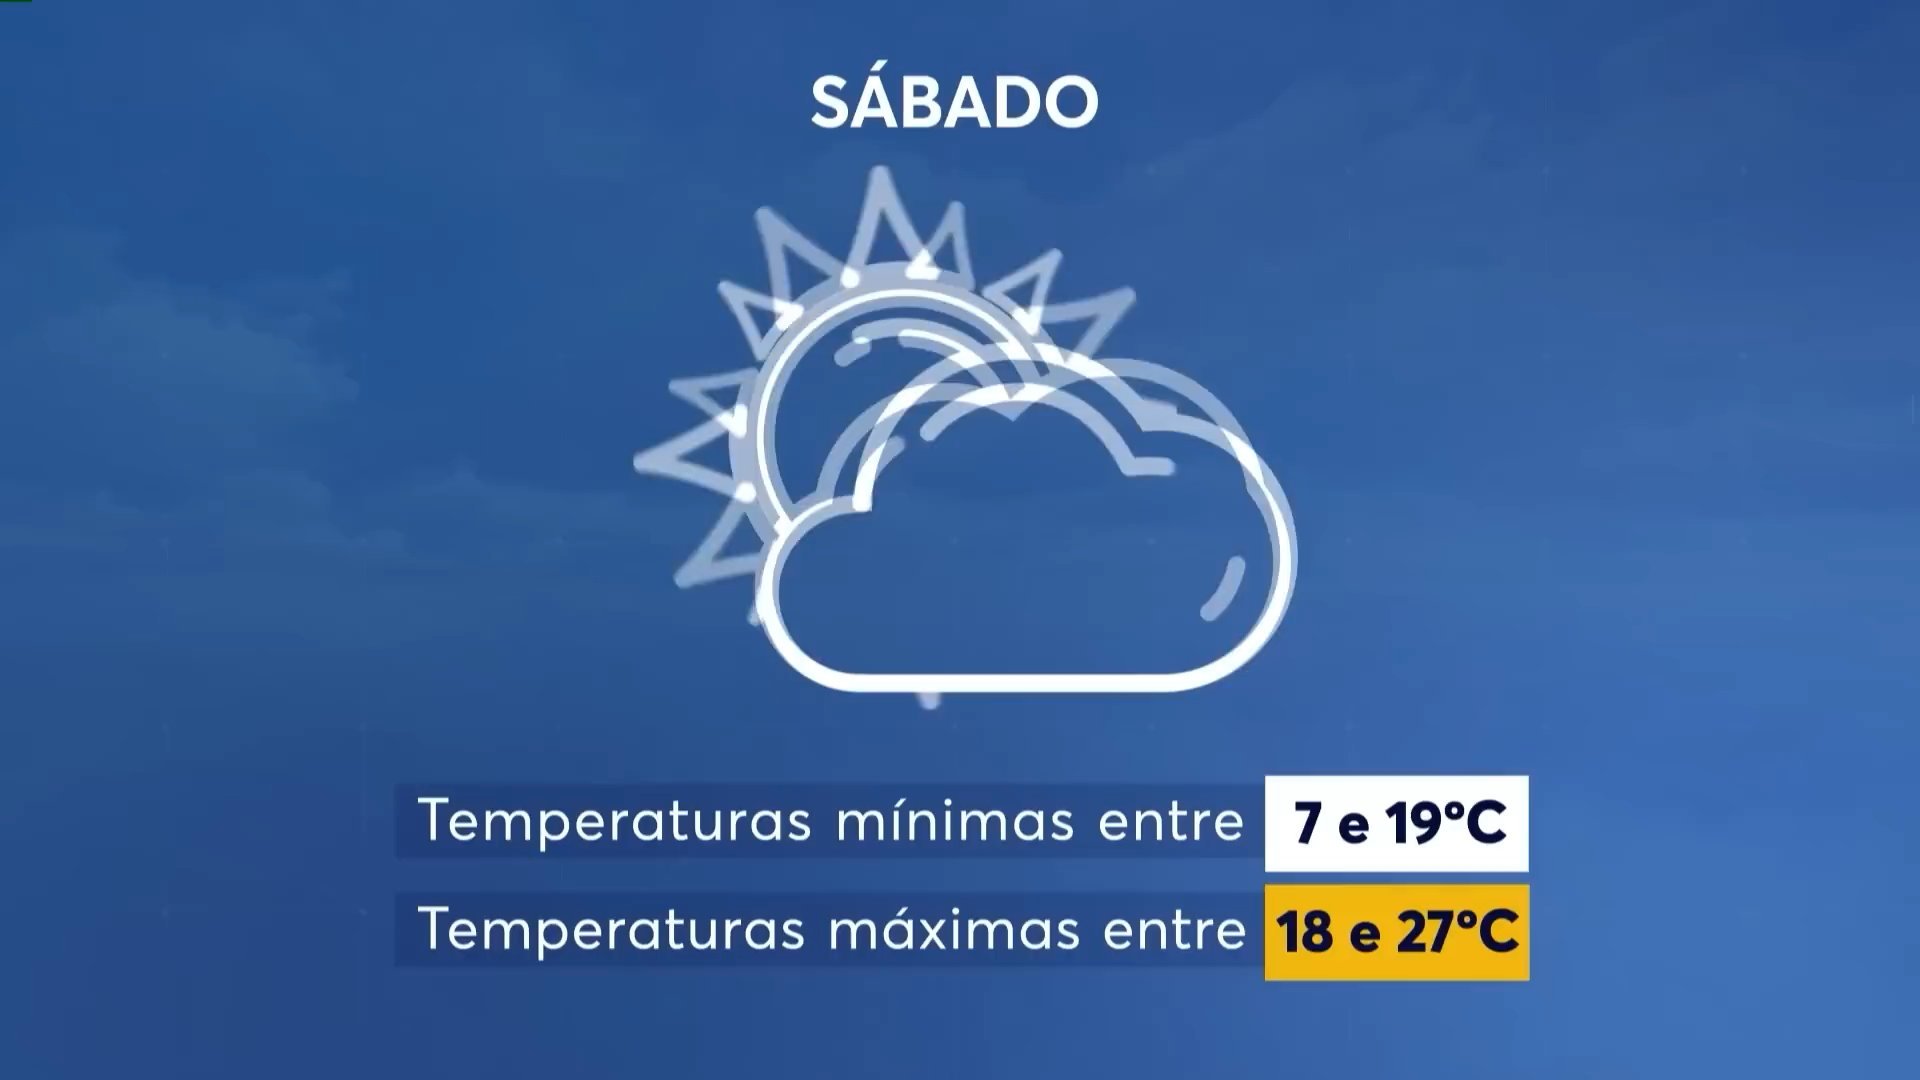 SÁBADO
Temperaturas mínimas entre 7 e 19°C
Temperaturas máximas entre 18 e 27°C